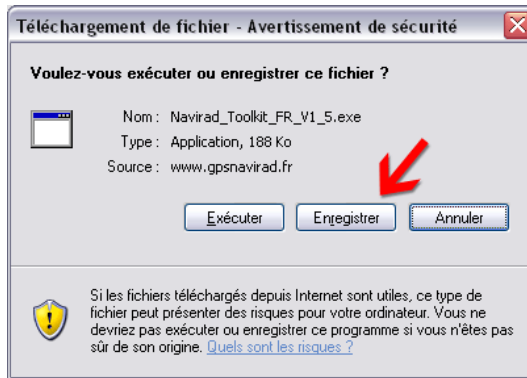 Téléchargement de fichier - Avertissement de sécurité
Voulez-vous exécuter ou enregistrer ce fichier ?
Nom : Navirad_Toolkit_FR_V1_5.exe
Type : Application, 188 Ko
Source : www.gpsnavirad.fr
Exécuter Enregistrer Annuler
Si les fichiers téléchargés depuis Internet sont utiles, ce type de
fichier peut présenter des risques pour votre ordinateur. Vous ne
devriez pas exécuter ou enregistrer ce programme si vous n'êtes pas
sûr de son origine. Quels sont les risques ?